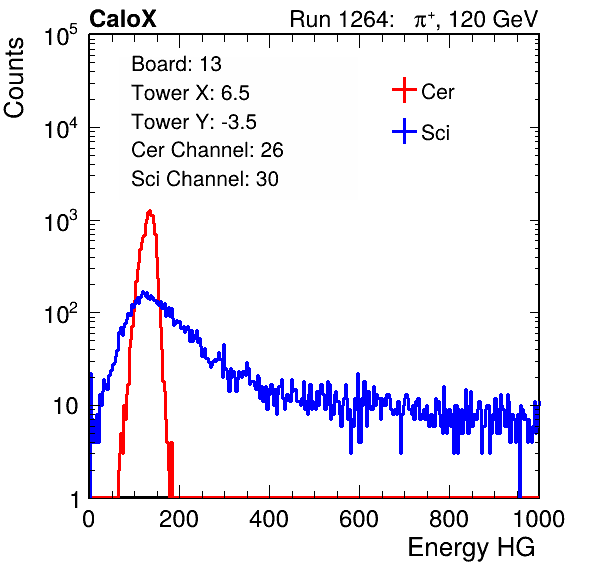 CaloX Run 1264: π⁺, 120 GeV
Counts
10⁵
10⁴
10³
10²
10
1
Board: 13
Tower X: 6.5
Tower Y: -3.5
Cer Channel: 26
Sci Channel: 30
Cer
Sci
0 200 400 600 800 1000
Energy HG